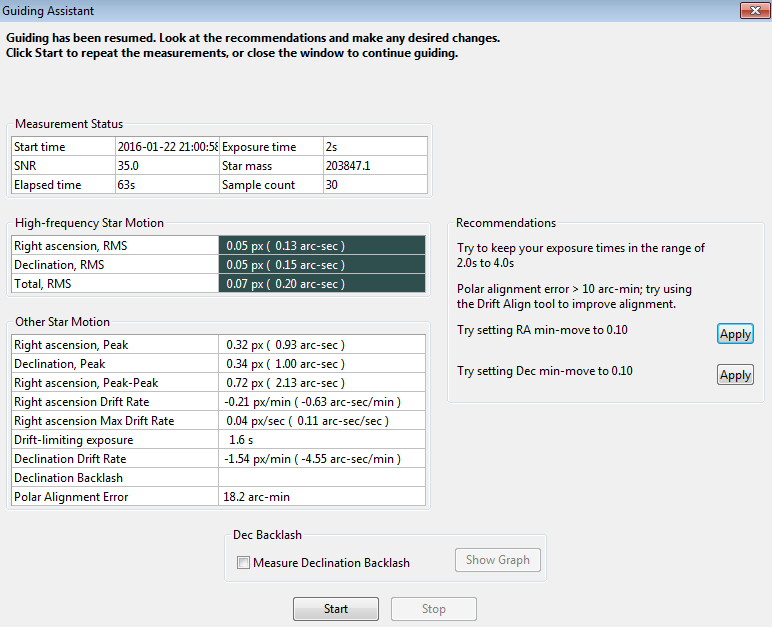 Guiding Assistant
Guiding has been resumed. Look at the recommendations and make any desired changes.
Click Start to repeat the measurements, or close the window to continue guiding.
Measurement Status
Start time 2016-01-22 21:00:58 Exposure time 2s
SNR 35.0 Star mass 203847.1
Elapsed time 63s Sample count 30
High-frequency Star Motion
Right ascension, RMS 0.05 px ( 0.13 arc-sec )
Declination, RMS 0.05 px ( 0.15 arc-sec )
Total, RMS 0.07 px ( 0.20 arc-sec )
Other Star Motion
Right ascension, Peak 0.32 px ( 0.93 arc-sec )
Declination, Peak 0.34 px ( 1.00 arc-sec )
Right ascension, Peak-Peak 0.72 px ( 2.13 arc-sec )
Right ascension Drift Rate -0.21 px/min ( -0.63 arc-sec/min )
Right ascension Max Drift Rate 0.04 px/sec ( 0.11 arc-sec/sec )
Drift-limiting exposure 1.6 s
Declination Drift Rate -1.54 px/min ( -4.55 arc-sec/min )
Declination Backlash
Polar Alignment Error 18.2 arc-min
Recommendations
Try to keep your exposure times in the range of
2.0s to 4.0s
Polar alignment error > 10 arc-min; try using
the Drift Align tool to improve alignment.
Try setting RA min-move to 0.10 Apply
Try setting Dec min-move to 0.10 Apply
Dec Backlash
Measure Declination Backlash Show Graph
Start Stop